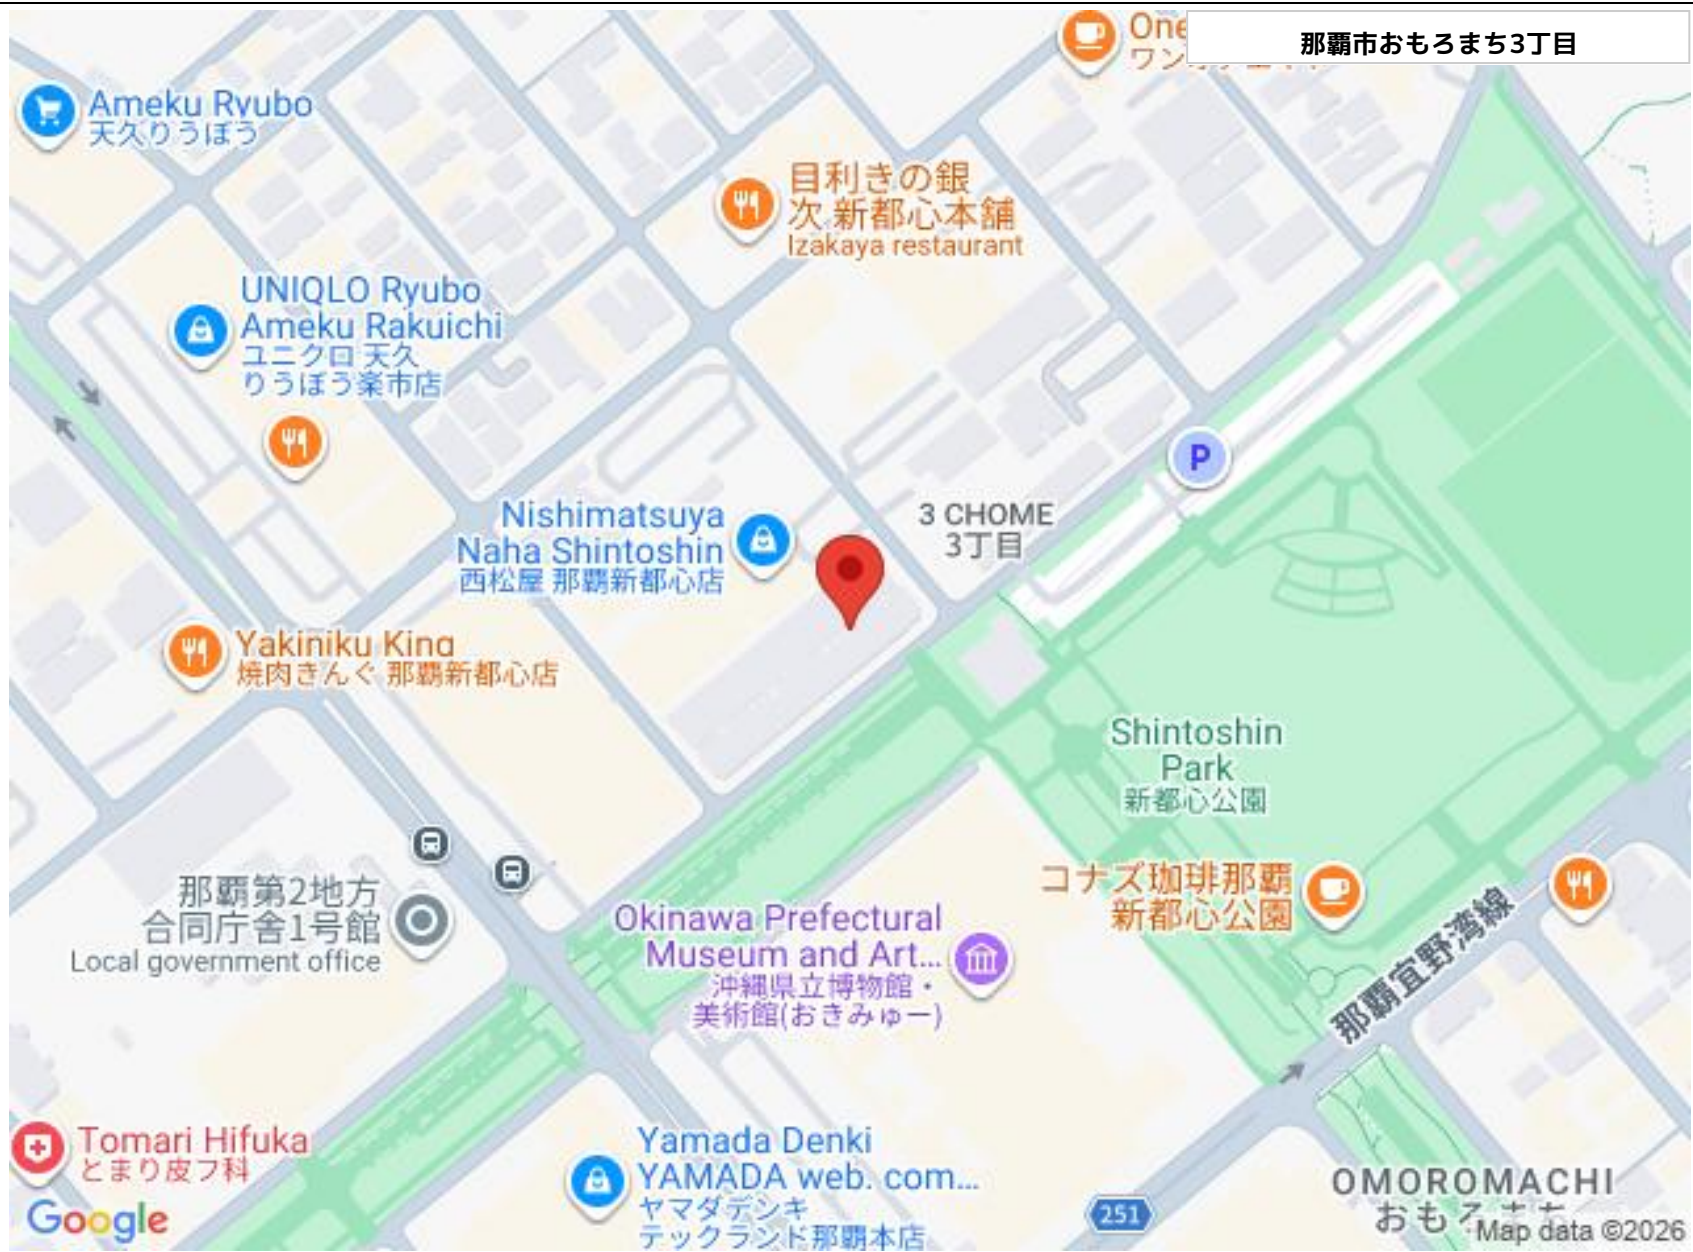 One
那覇市おもろまち3丁目
Ameku Ryubo
天久りうぼう
目利きの銀
次 新都心本舗
Izakaya restaurant
UNIQLO Ryubo
Ameku Rakuichi
ユニクロ 天久
りうぼう楽市店
P
Nishimatsuya
Naha Shintoshin
西松屋 那覇新都心店
3 CHOME
3丁目
Yakiniku King
焼肉きんぐ 那覇新都心店
Shintoshin
Park
新都心公園
那覇第2地方
合同庁舎1号館
Local government office
コナズ珈琲那覇
新都心公園
Okinawa Prefectural
Museum and Art...
沖縄県立博物館・
美術館(おきみゅー)
那覇宜野湾線
Tomari Hifuka
とまり皮フ科
Yamada Denki
YAMADA web. com...
ヤマダデンキ
テックランド那覇本店
251
OMOROMACHI
Google
Map data ©2026